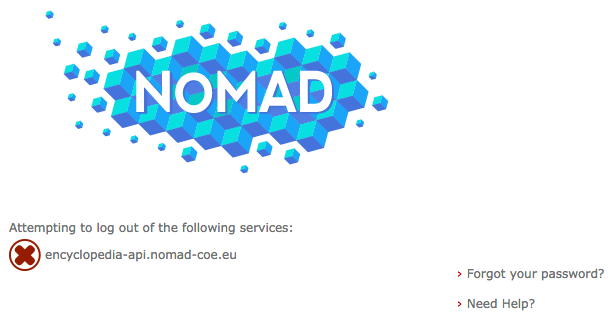 NOMAD
Attempting to log out of the following services:
encyclopedia-api.nomad-coe.eu
› Forgot your password?
› Need Help?